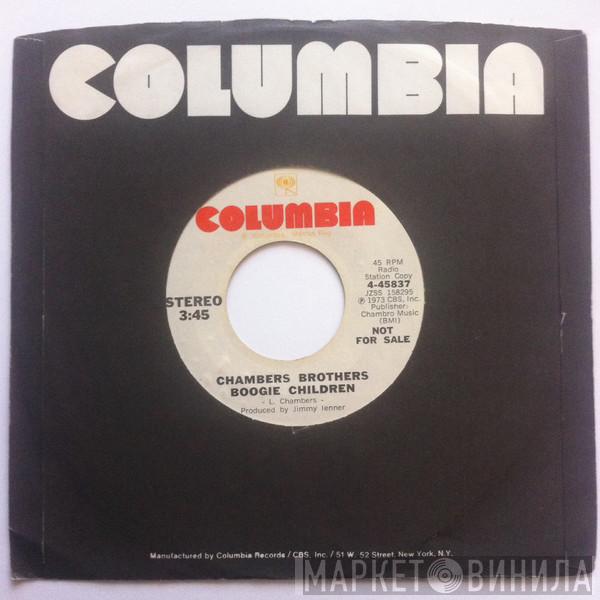 COLUMBIA
COLUMBIA
STEREO
3:45
45 RPM
Radio
Station Copy
4-45837
JZSS 158295
℗ 1973 CBS, Inc.
Publisher:
Chambro Music
(BMI)
NOT
FOR SALE
CHAMBERS BROTHERS
BOOGIE CHILDREN
- L. Chambers -
Produced by Jimmy Ienner
Manufactured by Columbia Records / CBS, Inc. / 51 W. 52 Street, New York, N.Y.
МАРКЕТ ВИНИЛА